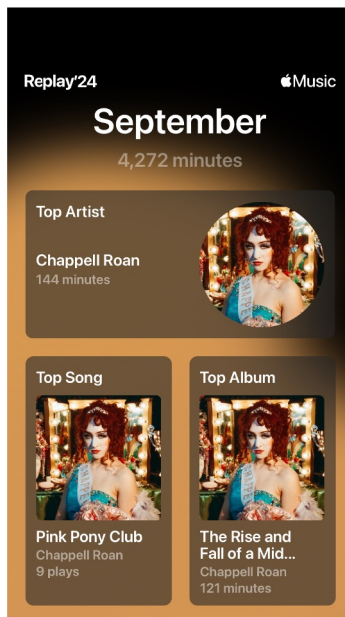 Replay'24
Music
September
4,272 minutes
Top Artist
Chappell Roan
144 minutes
Top Song
Pink Pony Club
Chappell Roan
9 plays
Top Album
The Rise and
Fall of a Mid...
Chappell Roan
121 minutes